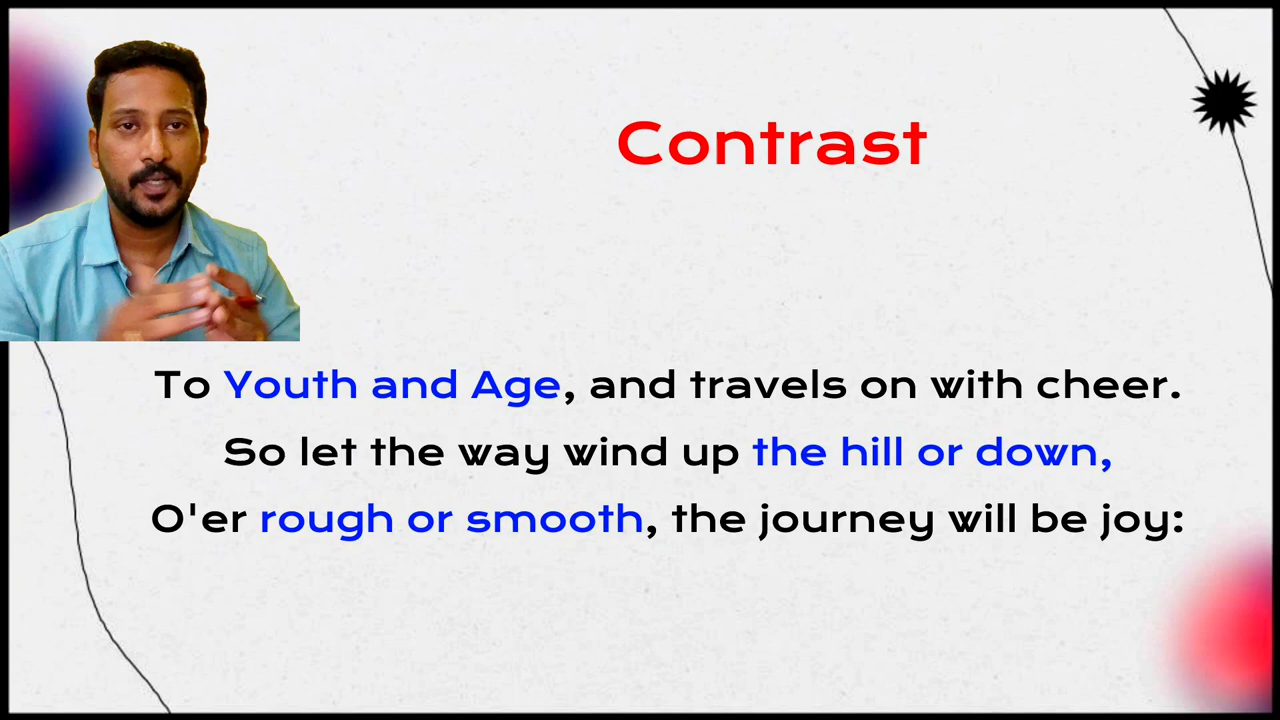 Contrast
To Youth and Age, and travels on with cheer.
So let the way wind up the hill or down,
O'er rough or smooth, the journey will be joy: